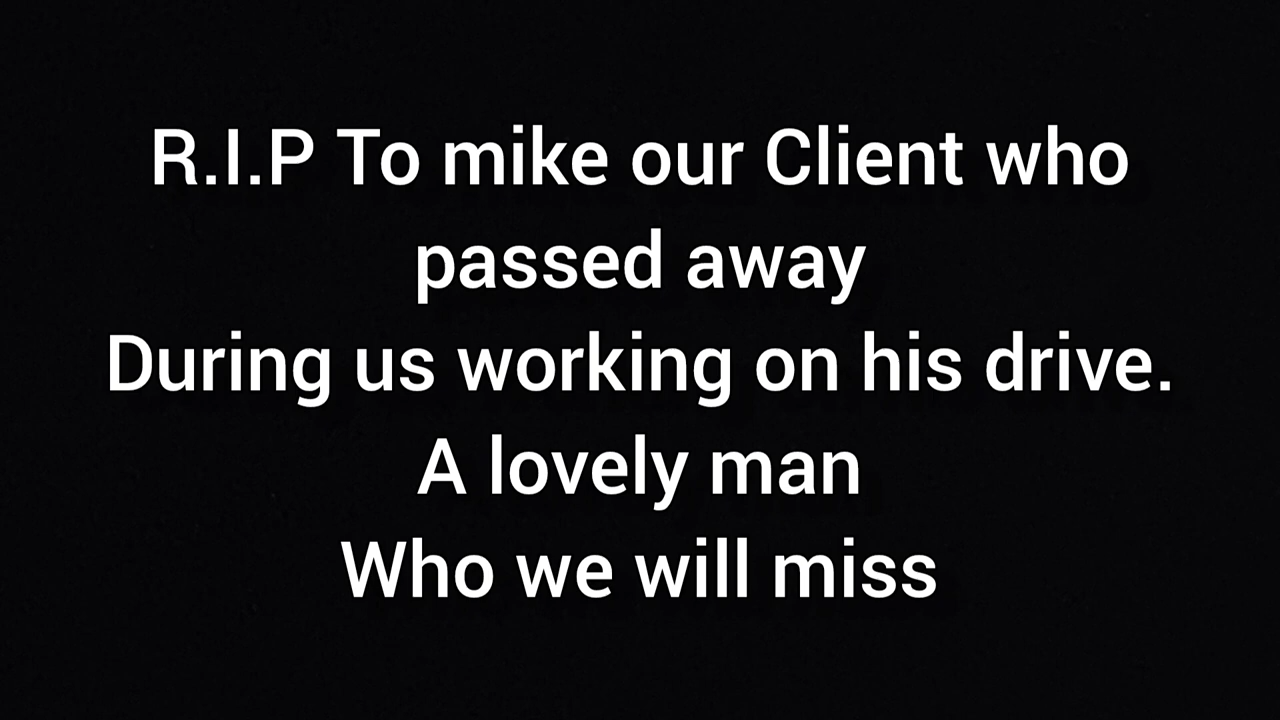 R.I.P To mike our Client who
passed away
During us working on his drive.
A lovely man
Who we will miss